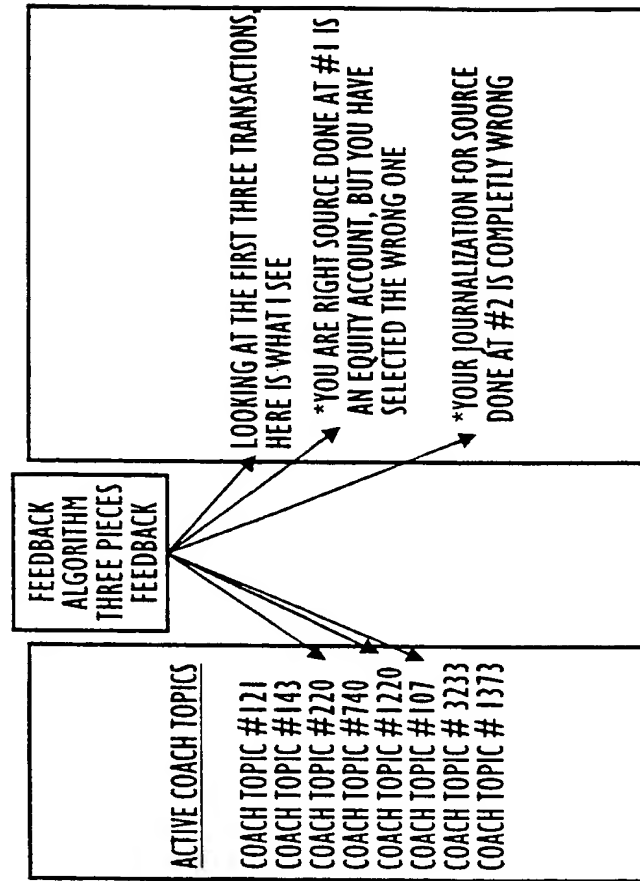 FEEDBACK
ALGORITHM
THREE PIECES
FEEDBACK
ACTIVE COACH TOPICS
COACH TOPIC #121
COACH TOPIC #143
COACH TOPIC #220
COACH TOPIC #740
COACH TOPIC #1220
COACH TOPIC #107
COACH TOPIC # 3233
COACH TOPIC # 1373
LOOKING AT THE FIRST THREE TRANSACTIONS,
HERE IS WHAT I SEE
*YOU ARE RIGHT SOURCE DONE AT #1 IS
AN EQUITY ACCOUNT, BUT YOU HAVE
SELECTED THE WRONG ONE
*YOUR JOURNALIZATION FOR SOURCE
DONE AT #2 IS COMPLETLY WRONG